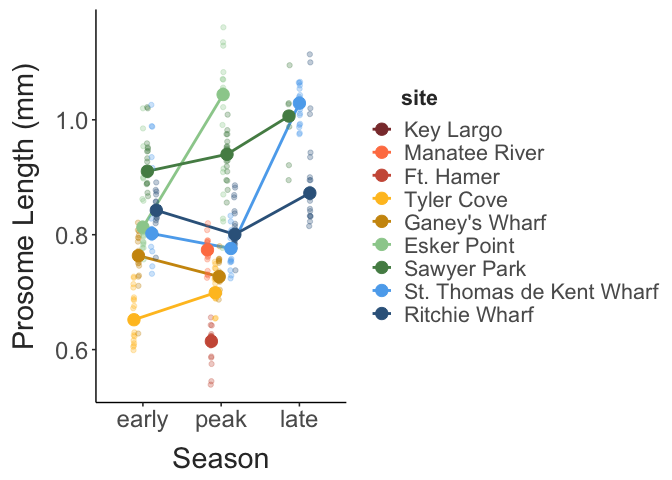 Prosome Length (mm)
1.0
0.8
0.6
early peak late
Season
site
Key Largo
Manatee River
Ft. Hamer
Tyler Cove
Ganey's Wharf
Esker Point
Sawyer Park
St. Thomas de Kent Wharf
Ritchie Wharf